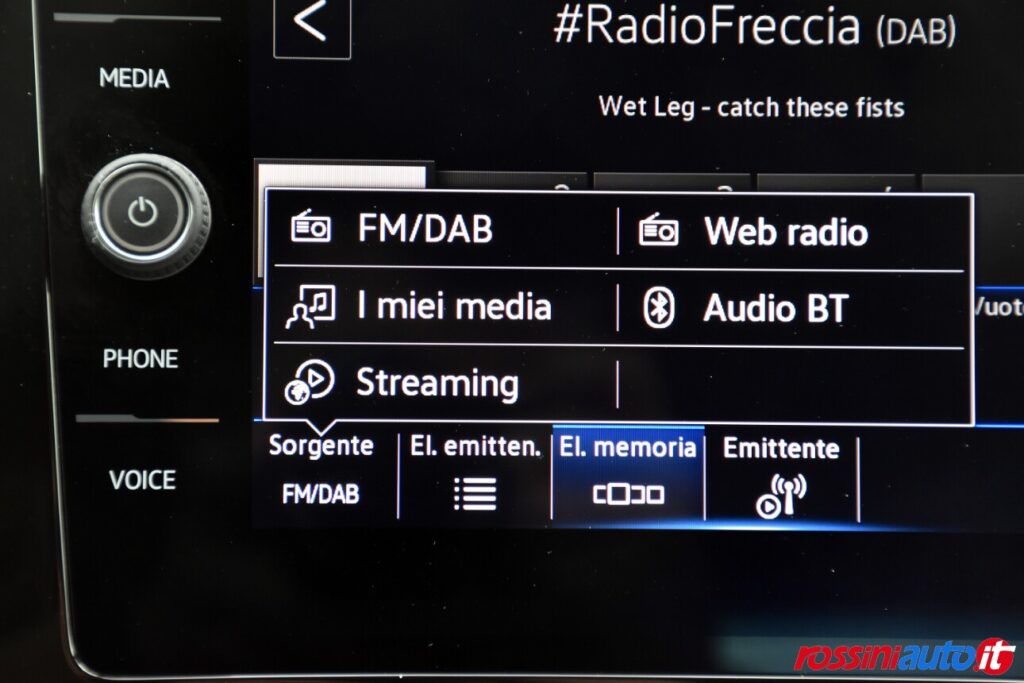 MEDIA
PHONE
VOICE
#RadioFreccia (DAB)
Wet Leg - catch these fists
FM/DAB
Web radio
I miei media
Audio BT
Streaming
Sorgente
FM/DAB
El. emitten.
El. memoria
Emittente
rossiniauto.it